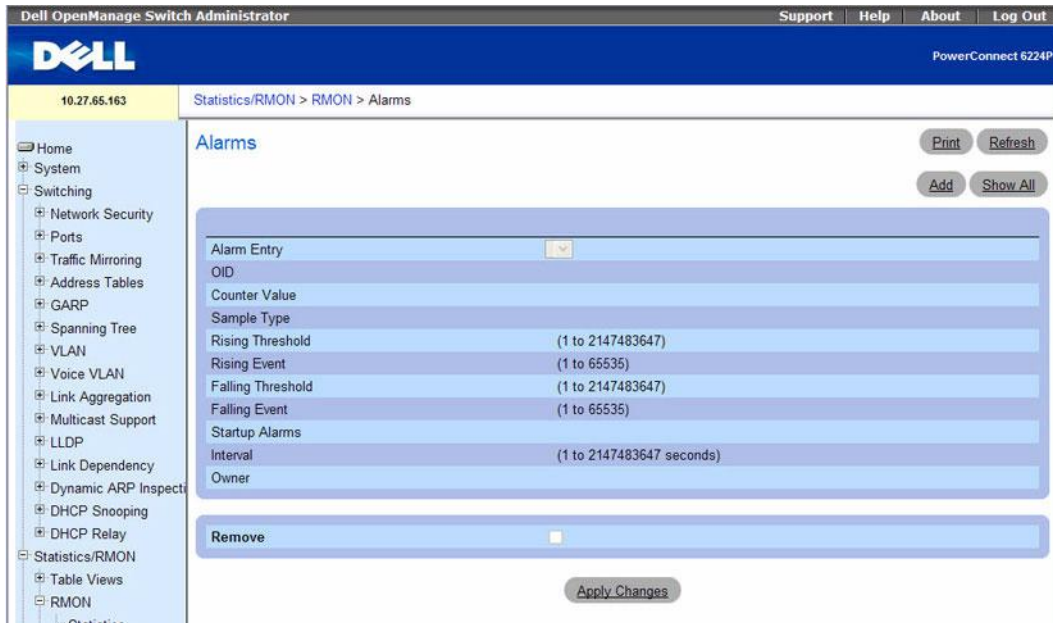 Dell OpenManage Switch Administrator
Support Help About Log Out
DELL
PowerConnect 6224P
10.27.65.163
Statistics/RMON > RMON > Alarms
Home
System
Switching
Network Security
Ports
Traffic Mirroring
Address Tables
GARP
Spanning Tree
VLAN
Voice VLAN
Link Aggregation
Multicast Support
LLDP
Link Dependency
Dynamic ARP Inspecti
DHCP Snooping
DHCP Relay
Statistics/RMON
Table Views
RMON
Statistics
Alarms
Print Refresh
Add Show All
Alarm Entry
OID
Counter Value
Sample Type
Rising Threshold (1 to 2147483647)
Rising Event (1 to 65535)
Falling Threshold (1 to 2147483647)
Falling Event (1 to 65535)
Startup Alarms
Interval (1 to 2147483647 seconds)
Owner
Remove
Apply Changes